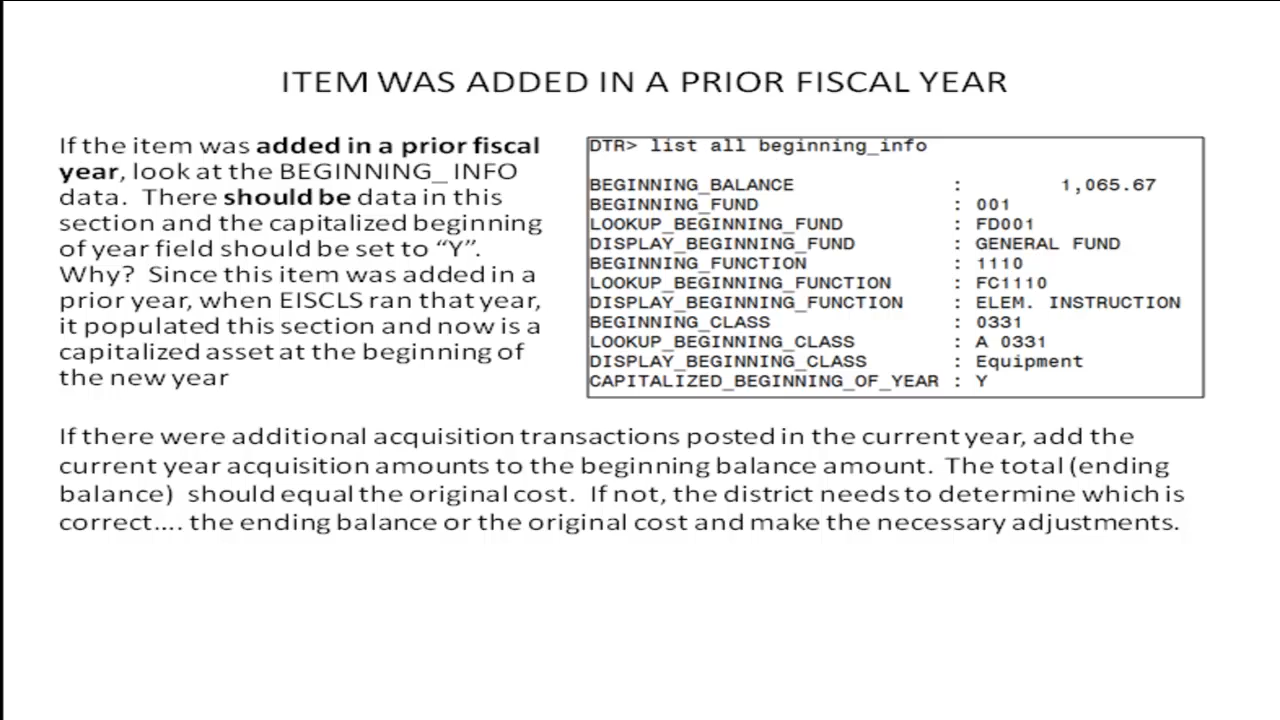 ITEM WAS ADDED IN A PRIOR FISCAL YEAR
If the item was added in a prior fiscal
year, look at the BEGINNING_ INFO
data.  There should be data in this
section and the capitalized beginning
of year field should be set to “Y”.
Why?  Since this item was added in a
prior year, when EISCLS ran that year,
it populated this section and now is a
capitalized asset at the beginning of
the new year
DTR> list all beginning_info
BEGINNING_BALANCE : 1,065.67
BEGINNING_FUND : 001
LOOKUP_BEGINNING_FUND : FD001
DISPLAY_BEGINNING_FUND : GENERAL FUND
BEGINNING_FUNCTION : 1110
LOOKUP_BEGINNING_FUNCTION : FC1110
DISPLAY_BEGINNING_FUNCTION : ELEM. INSTRUCTION
BEGINNING_CLASS : 0331
LOOKUP_BEGINNING_CLASS : A 0331
DISPLAY_BEGINNING_CLASS : Equipment
CAPITALIZED_BEGINNING_OF_YEAR : Y
If there were additional acquisition transactions posted in the current year, add the
current year acquisition amounts to the beginning balance amount.  The total (ending
balance)  should equal the original cost.  If not, the district needs to determine which is
correct.... the ending balance or the original cost and make the necessary adjustments.